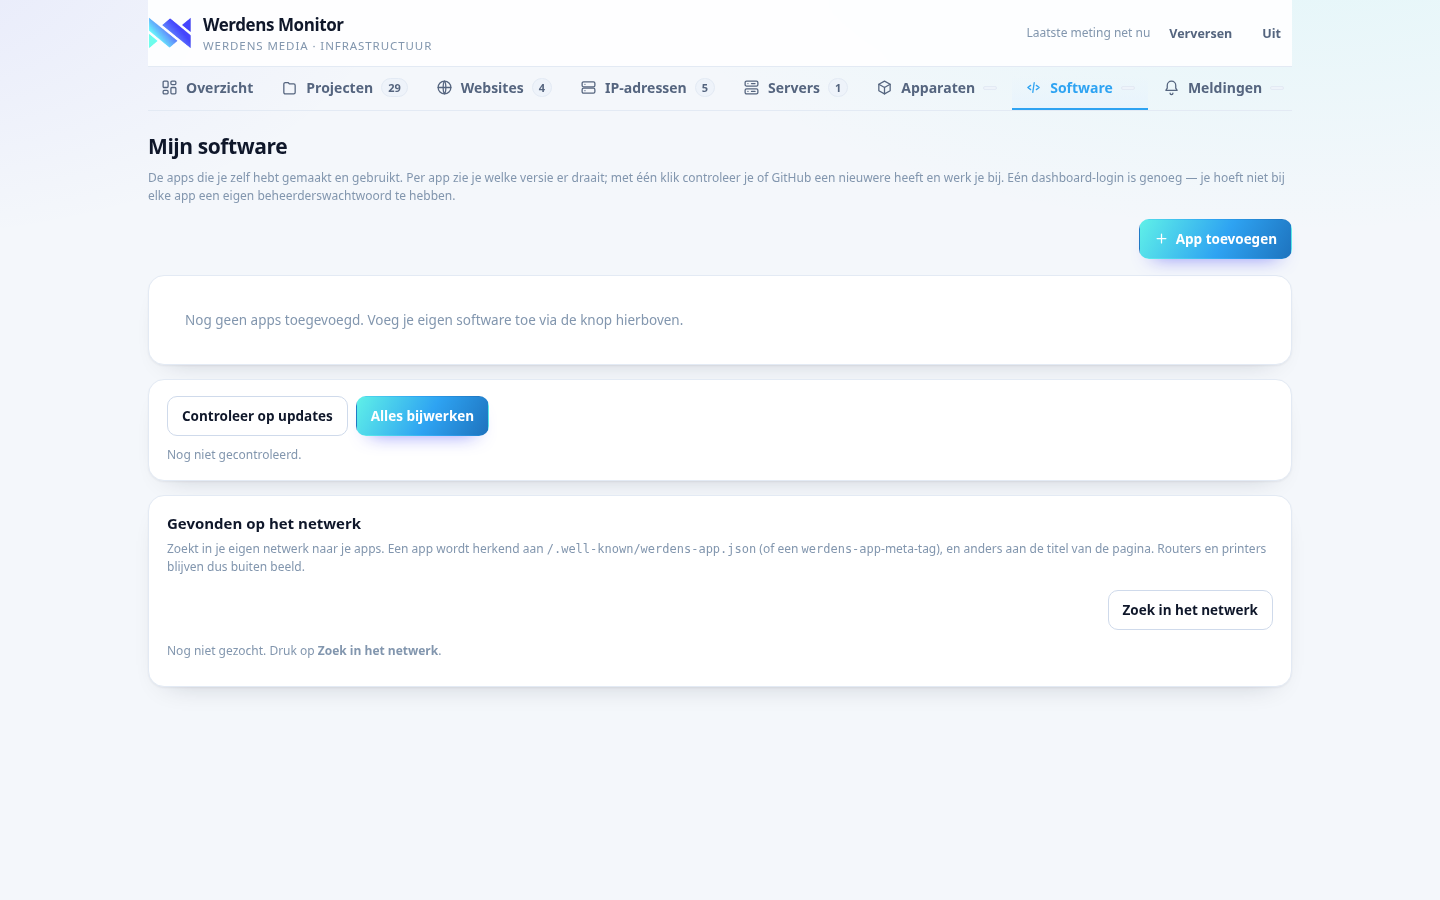 Werdens Monitor
WERDENS MEDIA · INFRASTRUCTUUR
Laatste meting net nu
Verversen
Uit
Overzicht
Projecten 29
Websites 4
IP-adressen 5
Servers 1
Apparaten
Software
Meldingen
Mijn software
De apps die je zelf hebt gemaakt en gebruikt. Per app zie je welke versie er draait; met één klik controleer je of GitHub een nieuwere heeft en werk je bij. Eén dashboard-login is genoeg — je hoeft niet bij
elke app een eigen beheerderswachtwoord te hebben.
App toevoegen
Nog geen apps toegevoegd. Voeg je eigen software toe via de knop hierboven.
Controleer op updates
Alles bijwerken
Nog niet gecontroleerd.
Gevonden op het netwerk
Zoekt in je eigen netwerk naar je apps. Een app wordt herkend aan /.well-known/werdens-app.json (of een werdens-app-meta-tag), en anders aan de titel van de pagina. Routers en printers
blijven dus buiten beeld.
Zoek in het netwerk
Nog niet gezocht. Druk op Zoek in het netwerk.